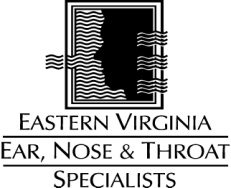 EASTERN VIRGINIA
EAR, NOSE & THROAT
SPECIALISTS